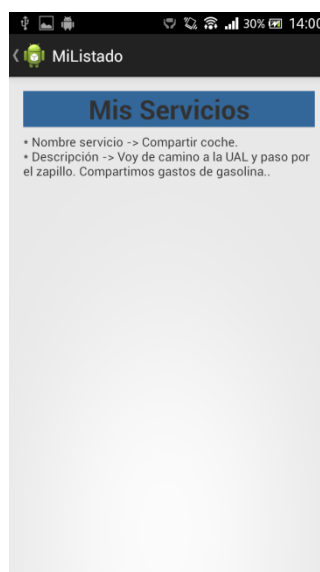 30% 14:00
MiListado
Mis Servicios
• Nombre servicio -> Compartir coche.
• Descripción -> Voy de camino a la UAL y paso por
el zapillo. Compartimos gastos de gasolina..